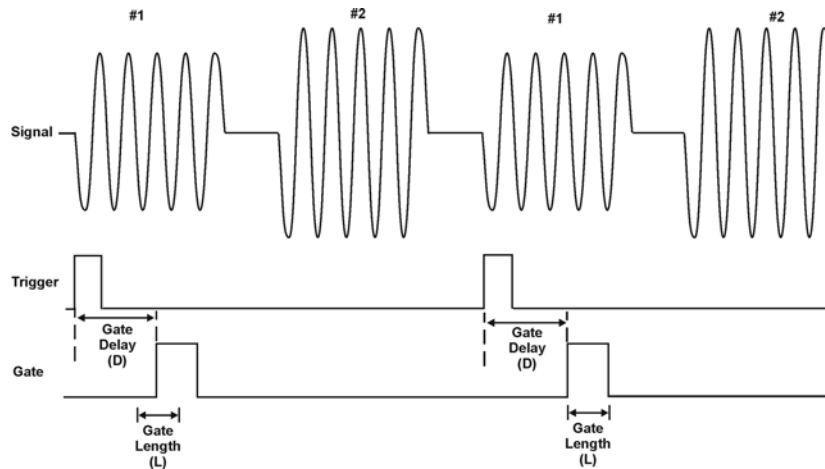 #1
#2
#1
#2
Signal
Trigger
Gate
Delay
(D)
Gate
Delay
(D)
Gate
Gate
Length
(L)
Gate
Length
(L)